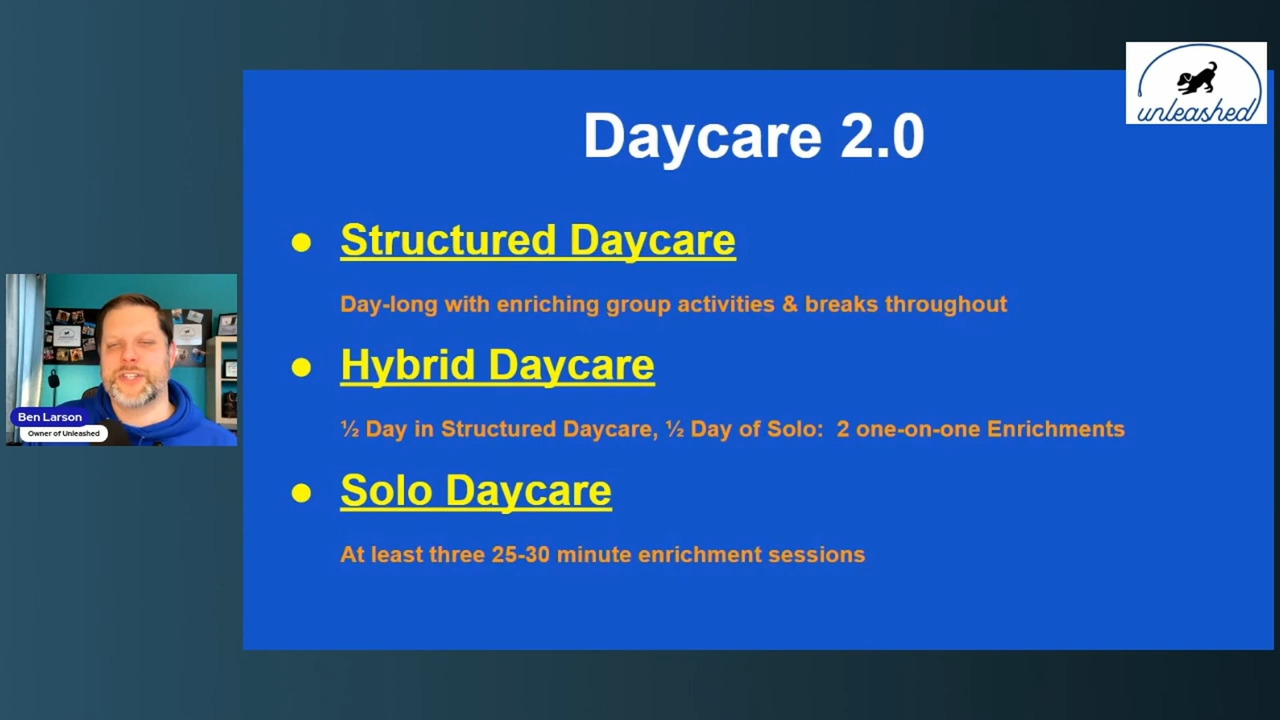 unleashed
Daycare 2.0
Structured Daycare
Day-long with enriching group activities & breaks throughout
Hybrid Daycare
½ Day in Structured Daycare, ½ Day of Solo: 2 one-on-one Enrichments
Solo Daycare
At least three 25-30 minute enrichment sessions
Ben Larson
Owner of Unleashed